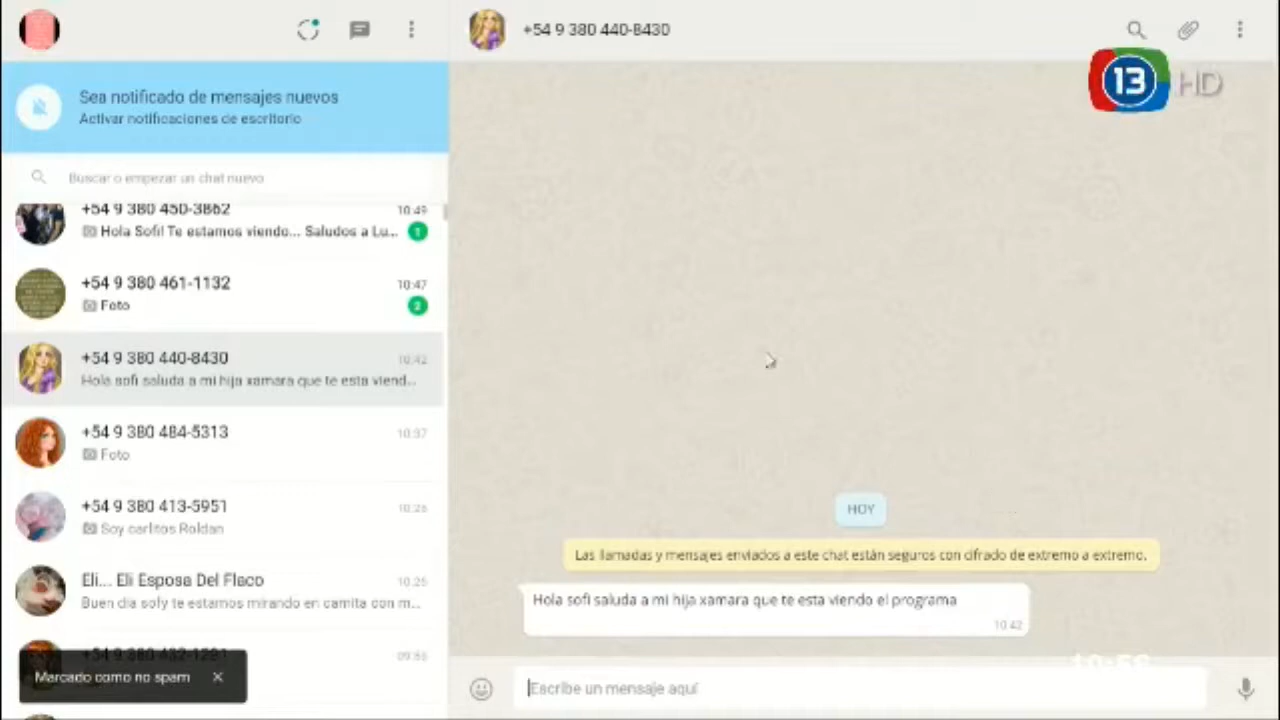 +54 9 380 440-8430
13 HD
Sea notificado de mensajes nuevos
Activar notificaciones de escritorio
Buscar o empezar un chat nuevo
+54 9 380 450-3862
10:49
Hola Sofi! Te estamos viendo... Saludos a Lu...
1
+54 9 380 461-1132
10:47
Foto
2
+54 9 380 440-8430
10:42
Hola sofi saluda a mi hija xamara que te esta viend...
+54 9 380 484-5313
10:37
Foto
+54 9 380 413-5951
10:26
Soy carlitos Roldan
Eli... Eli Esposa Del Flaco
10:25
Buen dia sofy te estamos mirando en camita con m...
Marcado como no spam
HOY
Las llamadas y mensajes enviados a este chat están seguros con cifrado de extremo a extremo.
Hola sofi saluda a mi hija xamara que te esta viendo el programa
10:42
Escribe un mensaje aquí